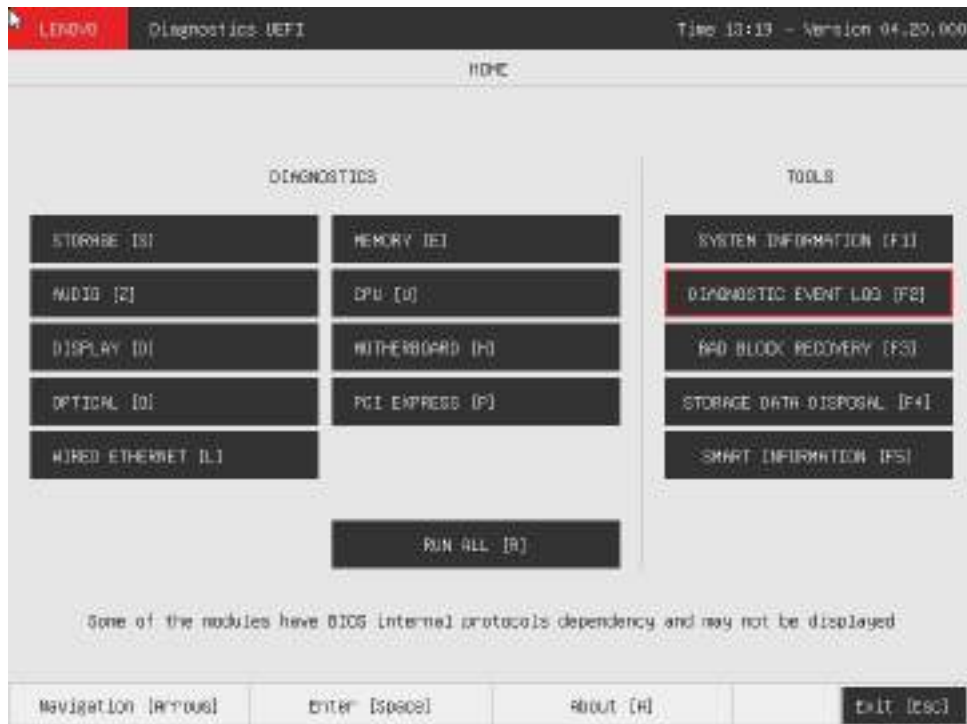 LENOVO Diagnostics UEFI Time 13:13 - Version 04.20.000
HOME
DIAGNOSTICS
TOOLS
STORAGE [S]
MEMORY [E]
SYSTEM INFORMATION [F1]
AUDIO [Z]
CPU [U]
DIAGNOSTIC EVENT LOG [F2]
DISPLAY [D]
MOTHERBOARD [H]
BAD BLOCK RECOVERY [F3]
OPTICAL [O]
PCI EXPRESS [P]
STORAGE DATA DISPOSAL [F4]
WIRED ETHERNET [L]
SMART INFORMATION [F5]
RUN ALL [R]
Some of the modules have BIOS internal protocols dependency and may not be displayed
Navigation [Arrows] Enter [Space] About [A] Exit [Esc]